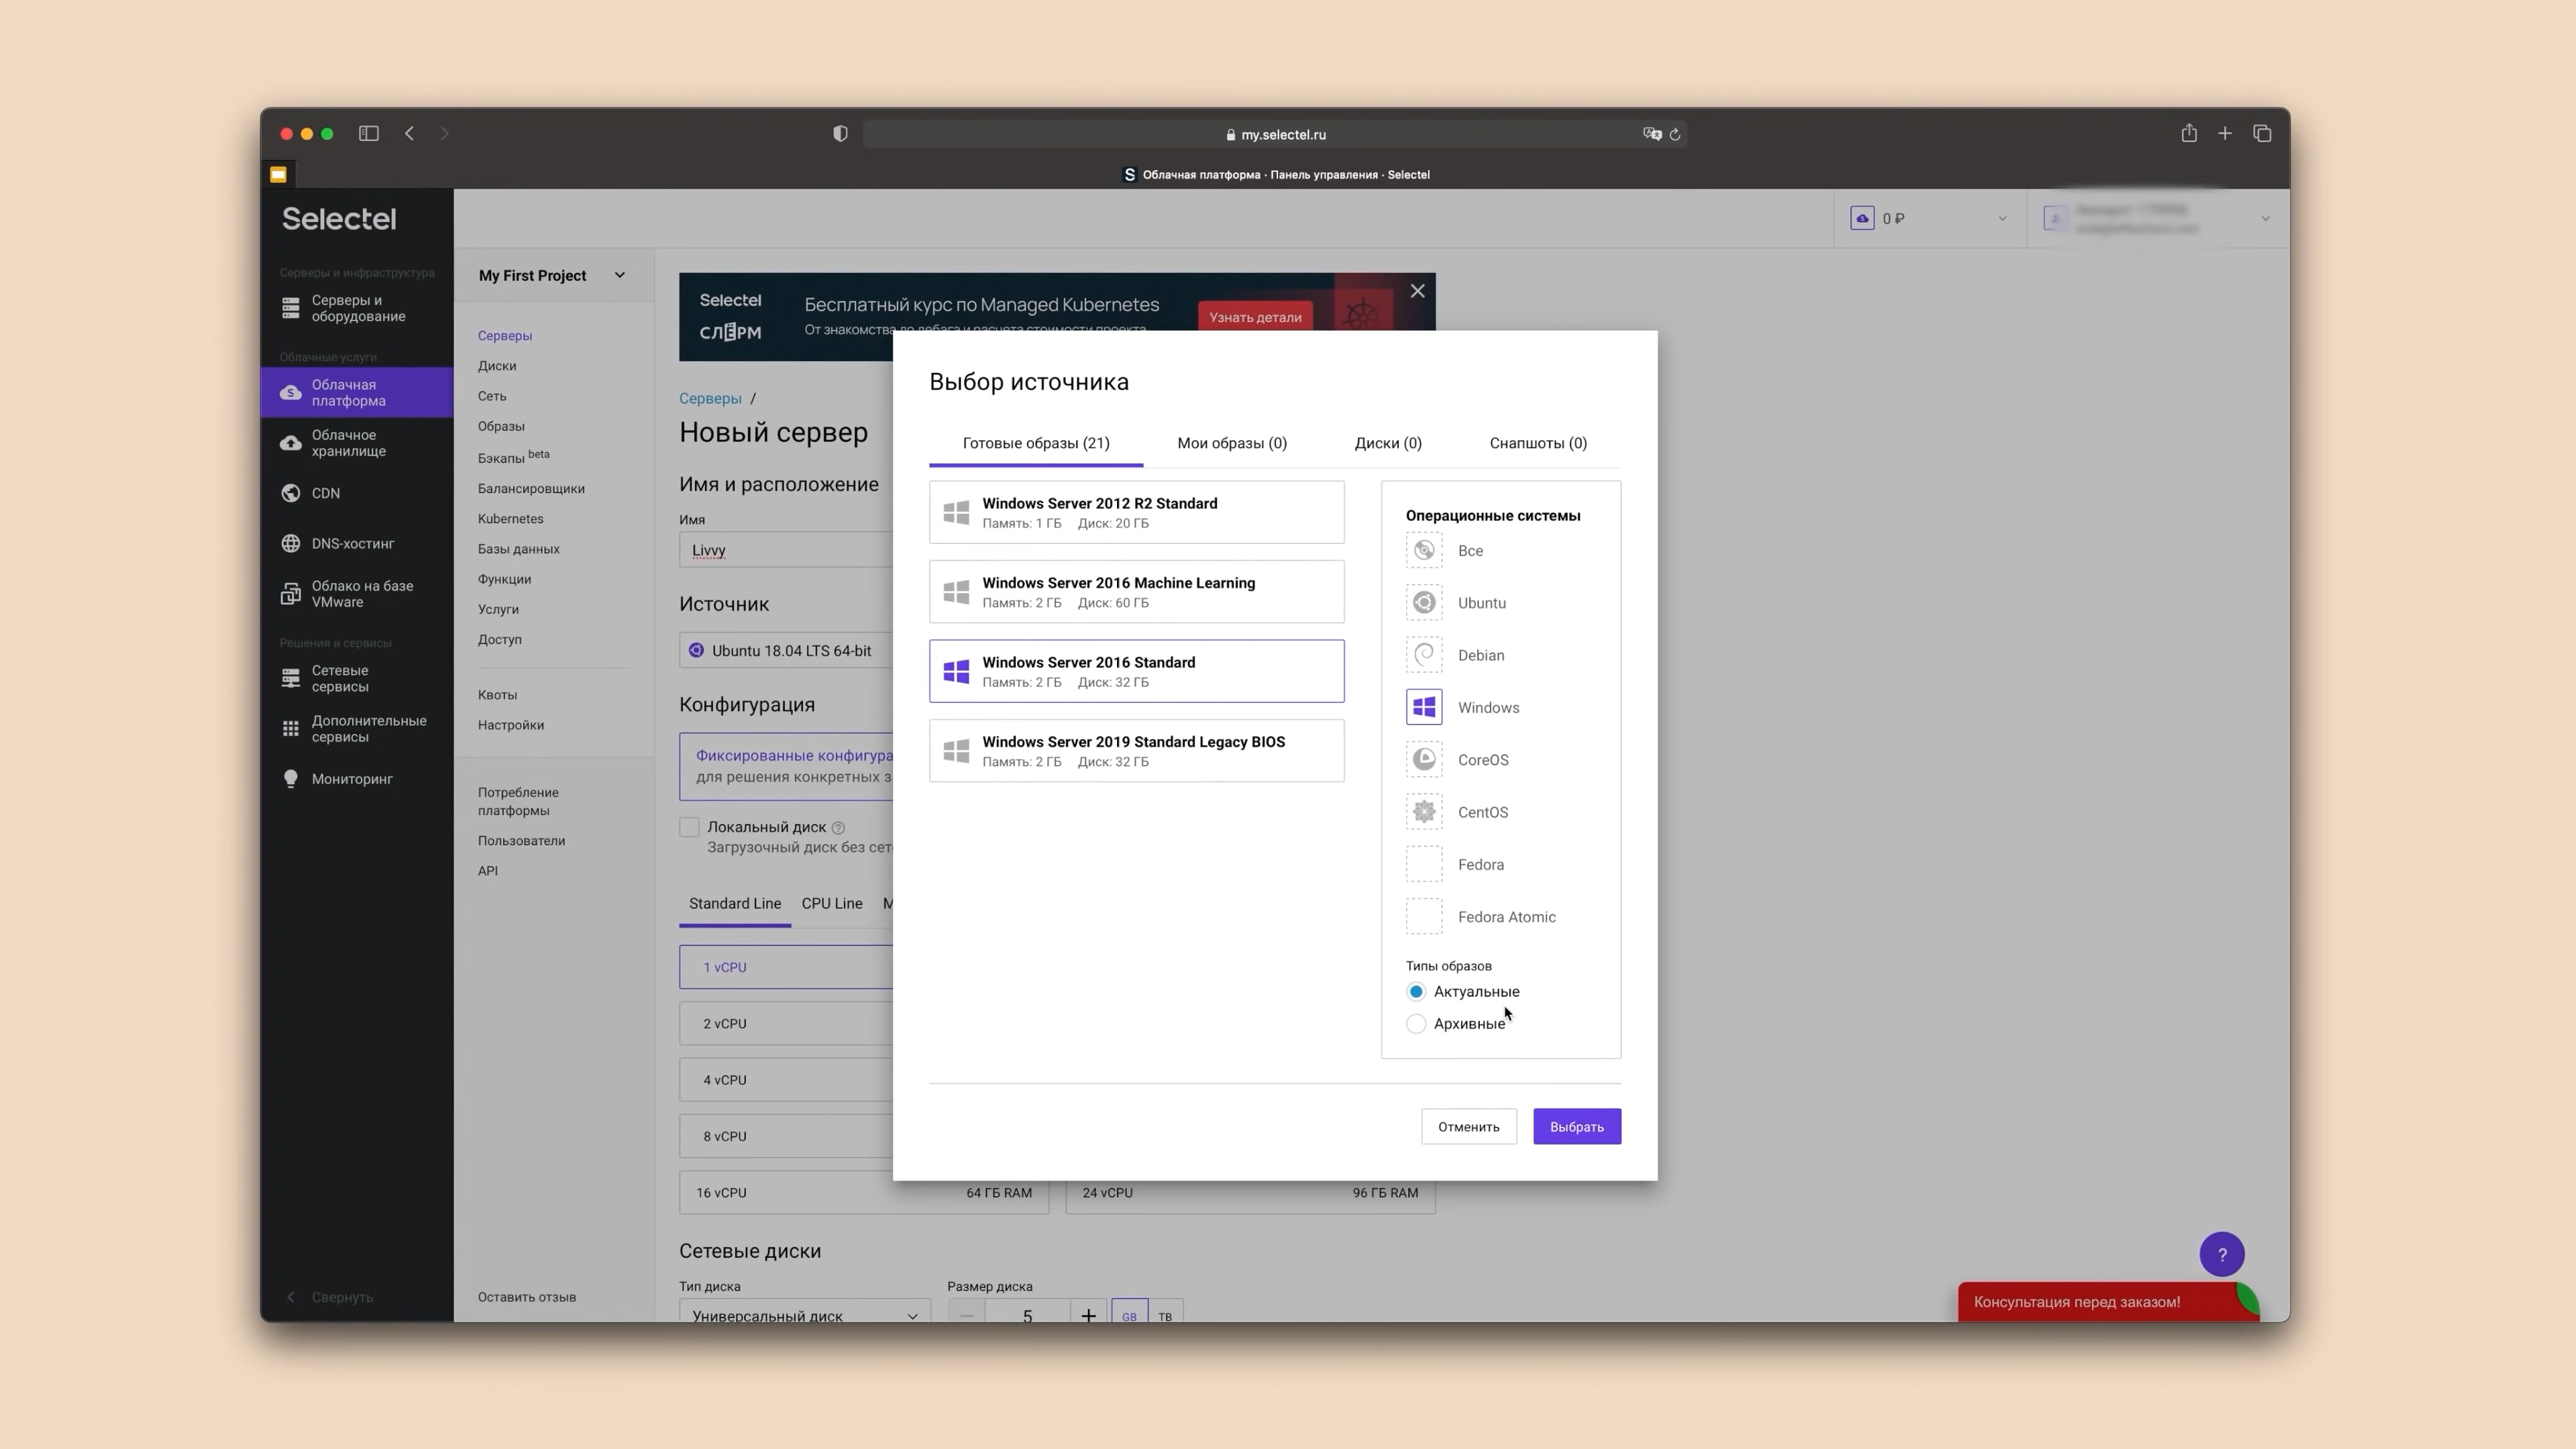 my.selectel.ru
S Облачная платформа · Панель управления · Selectel
Selectel
0 ₽
Серверы и инфраструктура
Серверы и
оборудование
Облачные услуги
Облачная
платформа
Облачное
хранилище
CDN
DNS-хостинг
Облако на базе
VMware
Решения и сервисы
Сетевые
сервисы
Дополнительные
сервисы
Мониторинг
Свернуть
My First Project
Серверы
Диски
Сеть
Образы
Бэкапы beta
Балансировщики
Kubernetes
Базы данных
Функции
Услуги
Доступ
Квоты
Настройки
Потребление
платформы
Пользователи
API
Оставить отзыв
Selectel
СЛЁРМ
Бесплатный курс по Managed Kubernetes
От знакомства до дебага и расчета стоимости проекта
Узнать детали
Серверы /
Новый сервер
Имя и расположение
Имя
Livvy
Источник
Ubuntu 18.04 LTS 64-bit
Конфигурация
Фиксированные конфигура
для решения конкретных з
Локальный диск ?
Загрузочный диск без сет
Standard Line CPU Line M
1 vCPU
2 vCPU
4 vCPU
8 vCPU
16 vCPU 64 ГБ RAM 24 vCPU 96 ГБ RAM
Сетевые диски
Тип диска Размер диска
Универсальный диск 5 GB TB
Выбор источника
Готовые образы (21) Мои образы (0) Диски (0) Снапшоты (0)
Windows Server 2012 R2 Standard
Память: 1 ГБ Диск: 20 ГБ
Windows Server 2016 Machine Learning
Память: 2 ГБ Диск: 60 ГБ
Windows Server 2016 Standard
Память: 2 ГБ Диск: 32 ГБ
Windows Server 2019 Standard Legacy BIOS
Память: 2 ГБ Диск: 32 ГБ
Операционные системы
Все
Ubuntu
Debian
Windows
CoreOS
CentOS
Fedora
Fedora Atomic
Типы образов
Актуальные
Архивные
Отменить Выбрать
?
Консультация перед заказом!